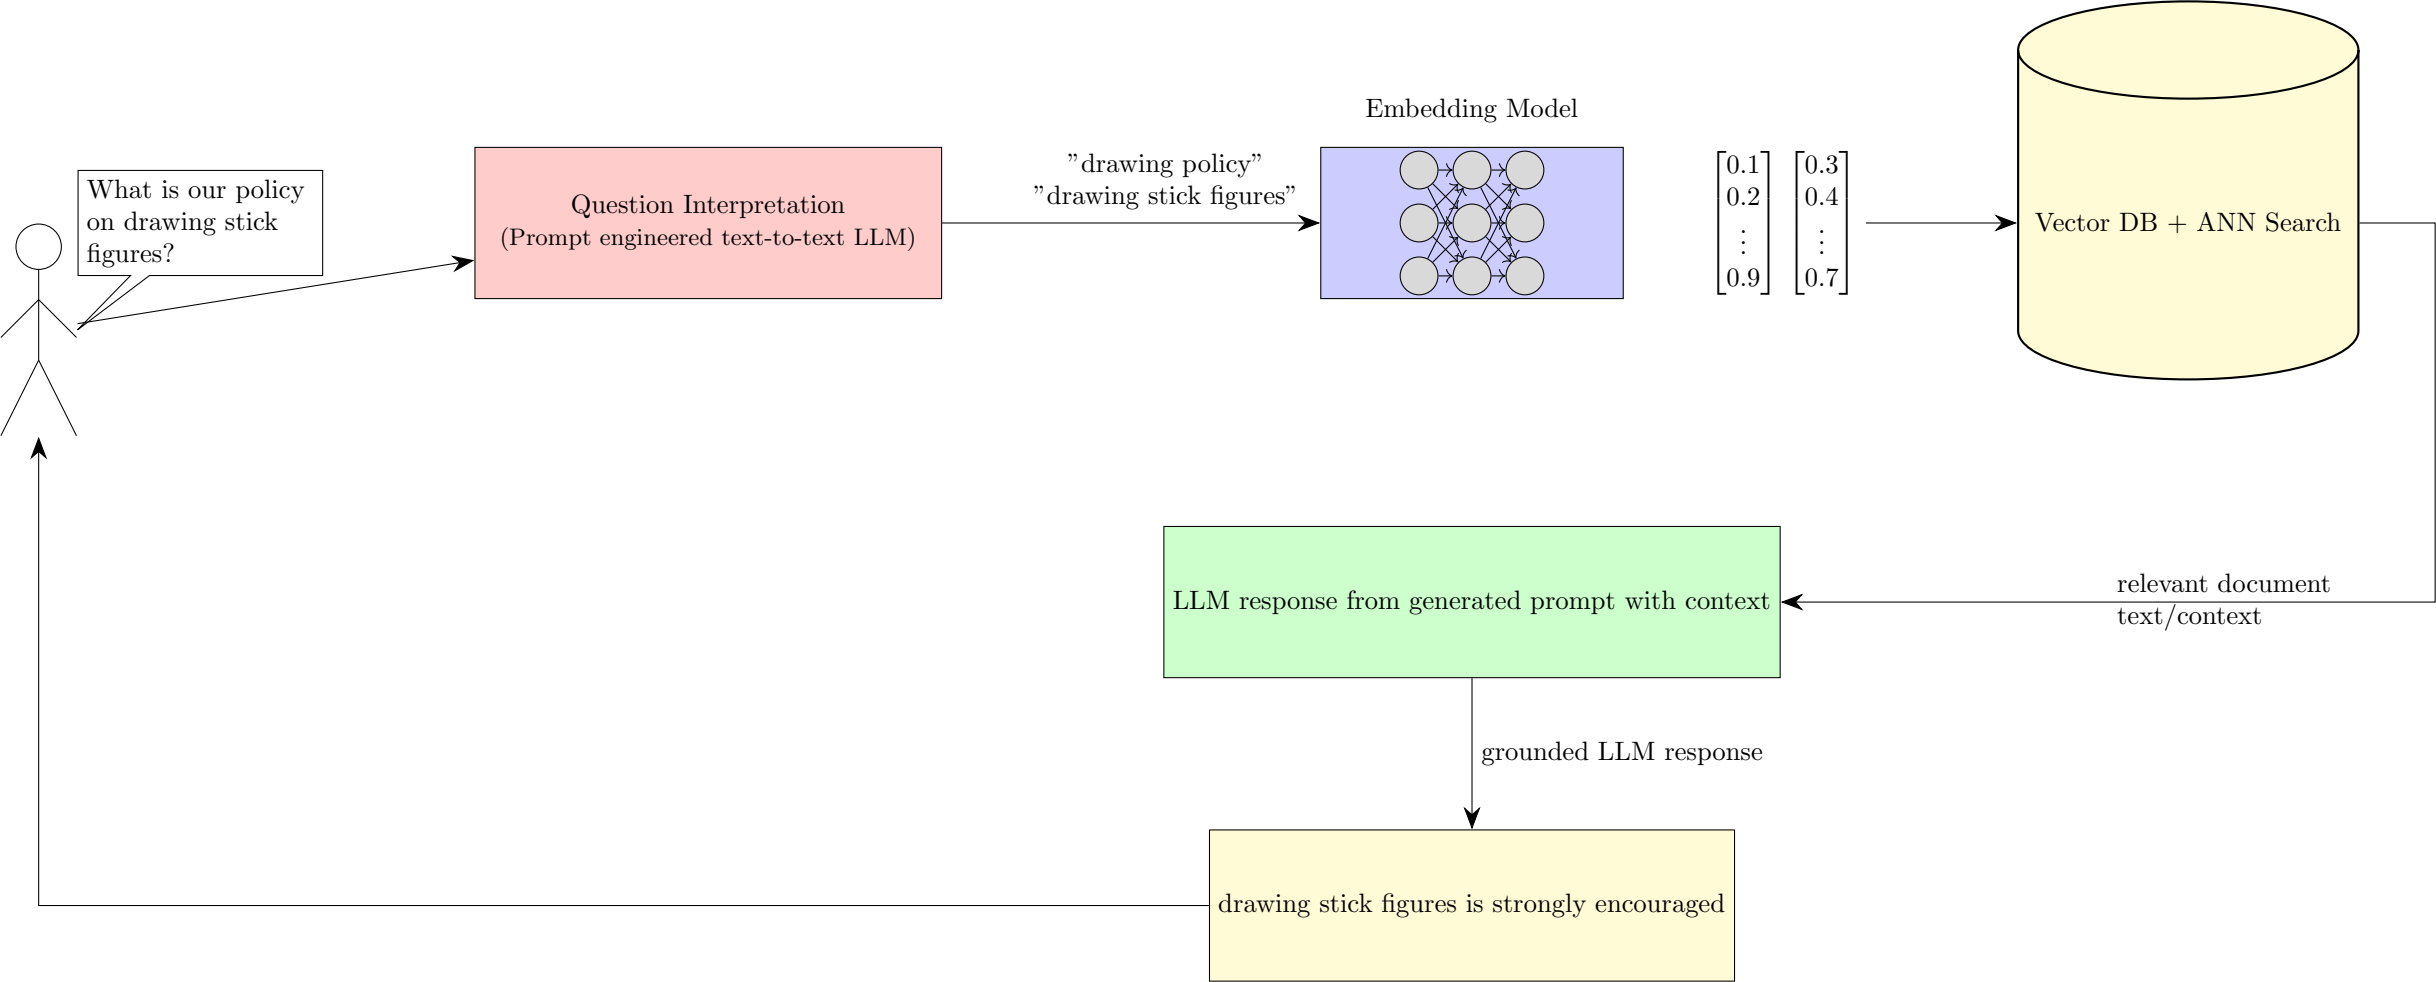 What is our policy
on drawing stick
figures?
Question Interpretation
(Prompt engineered text-to-text LLM)
”drawing policy”
”drawing stick figures”
Embedding Model
0.1
0.2
⋮
0.9
0.3
0.4
⋮
0.7
Vector DB + ANN Search
relevant document
text/context
LLM response from generated prompt with context
grounded LLM response
drawing stick figures is strongly encouraged